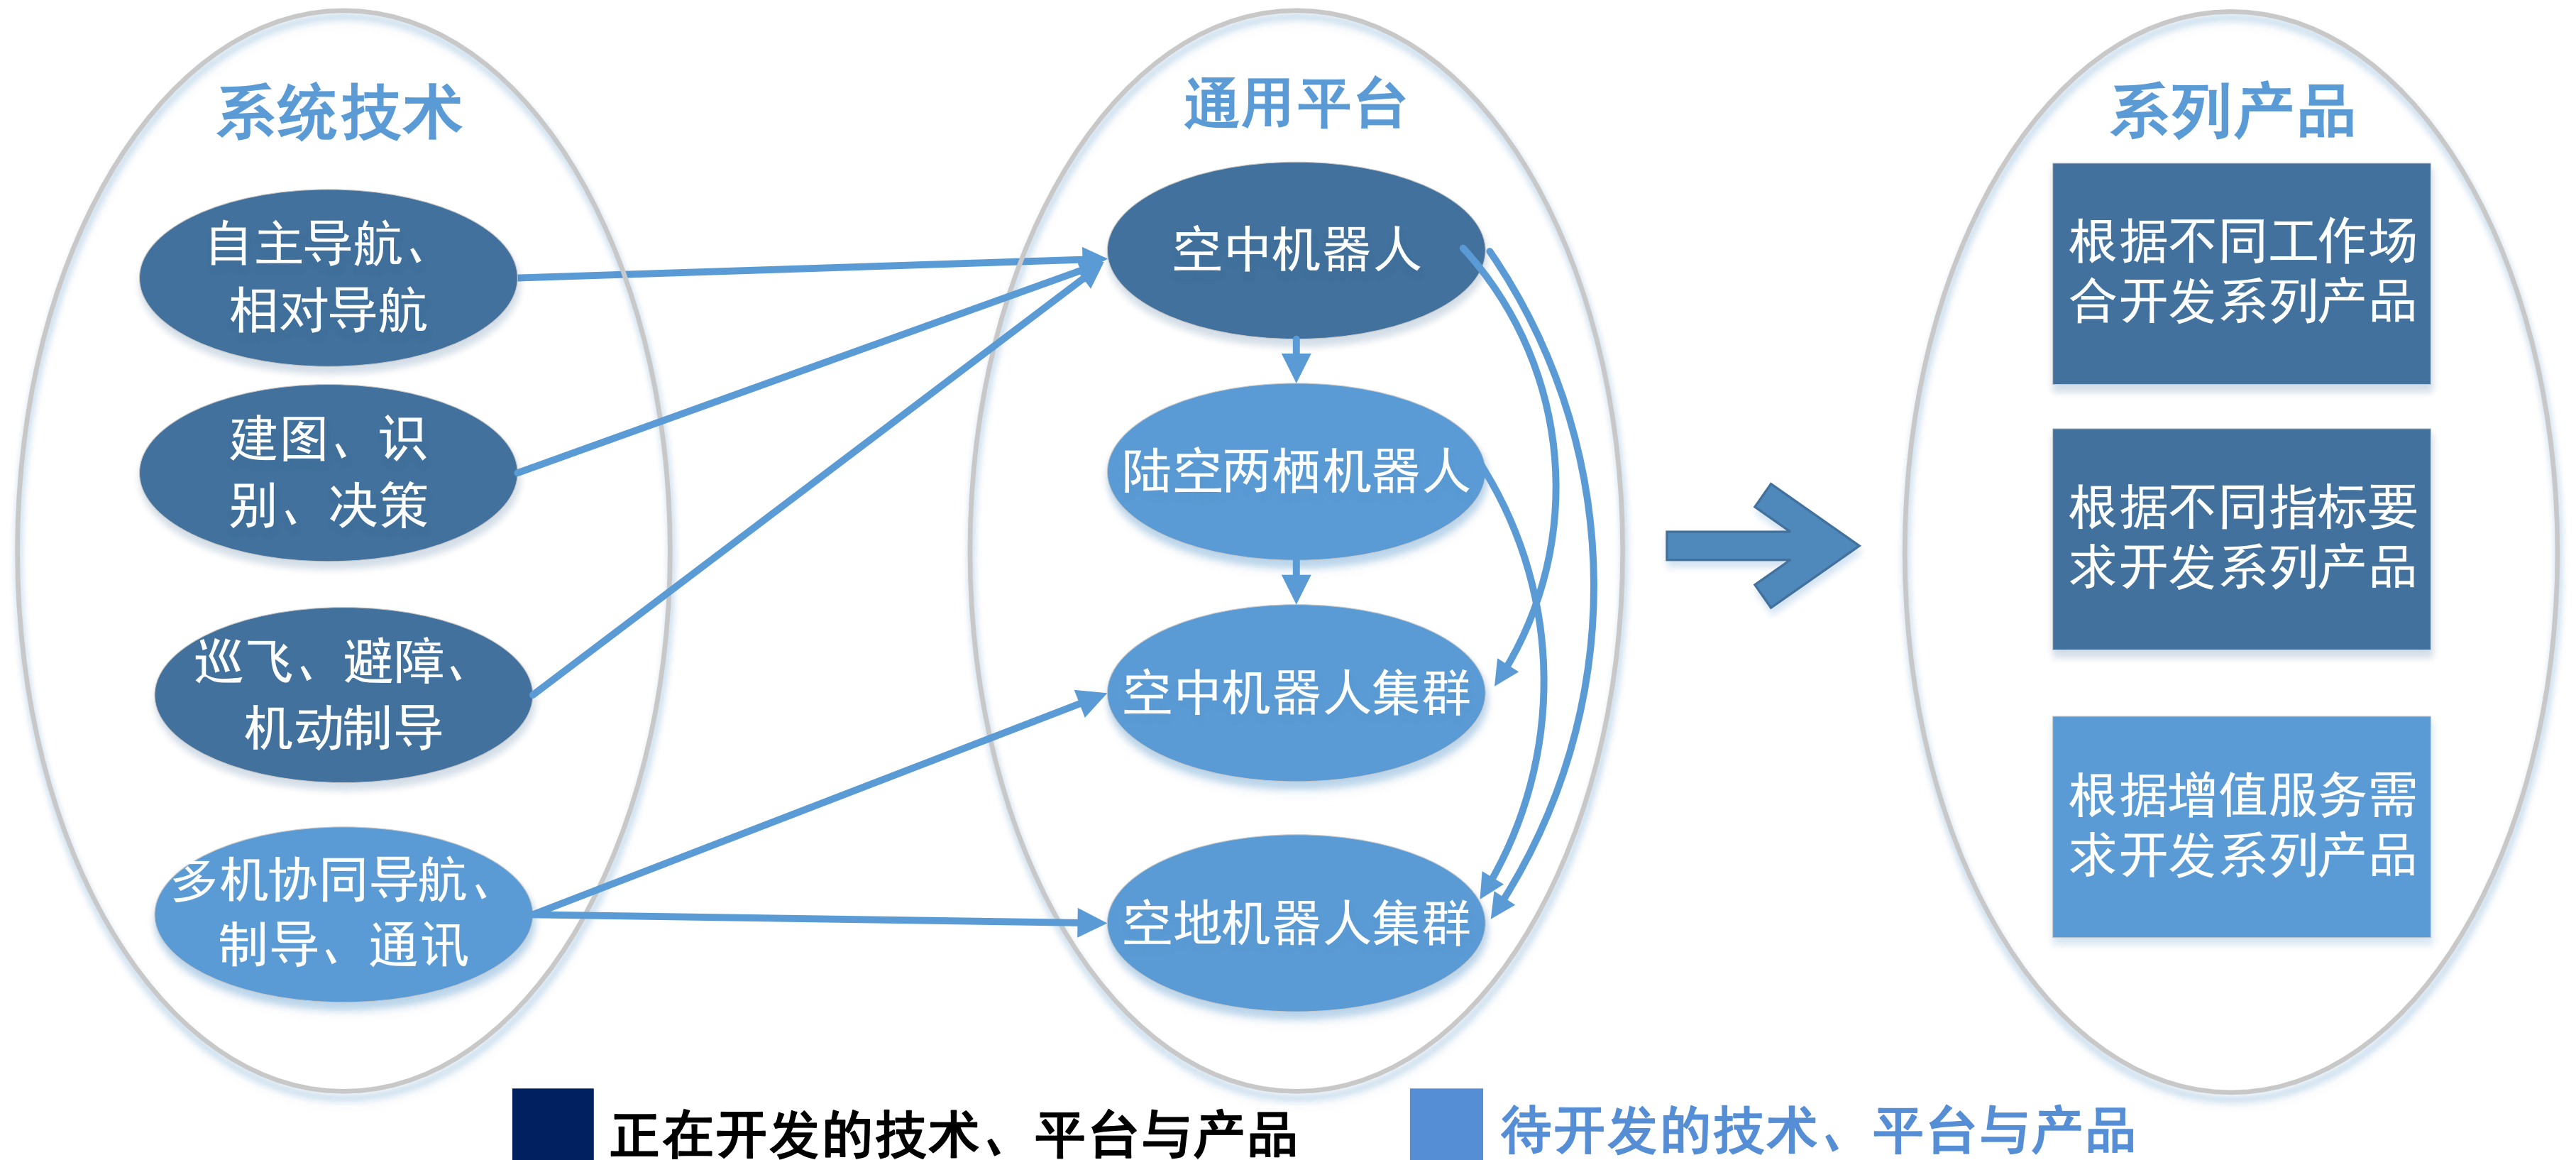 系统技术
自主导航、
相对导航
建图、识
别、决策
巡飞、避障、
机动制导
多机协同导航、
制导、通讯
通用平台
空中机器人
陆空两栖机器人
空中机器人集群
空地机器人集群
系列产品
根据不同工作场
合开发系列产品
根据不同指标要
求开发系列产品
根据增值服务需
求开发系列产品
正在开发的技术、平台与产品
待开发的技术、平台与产品